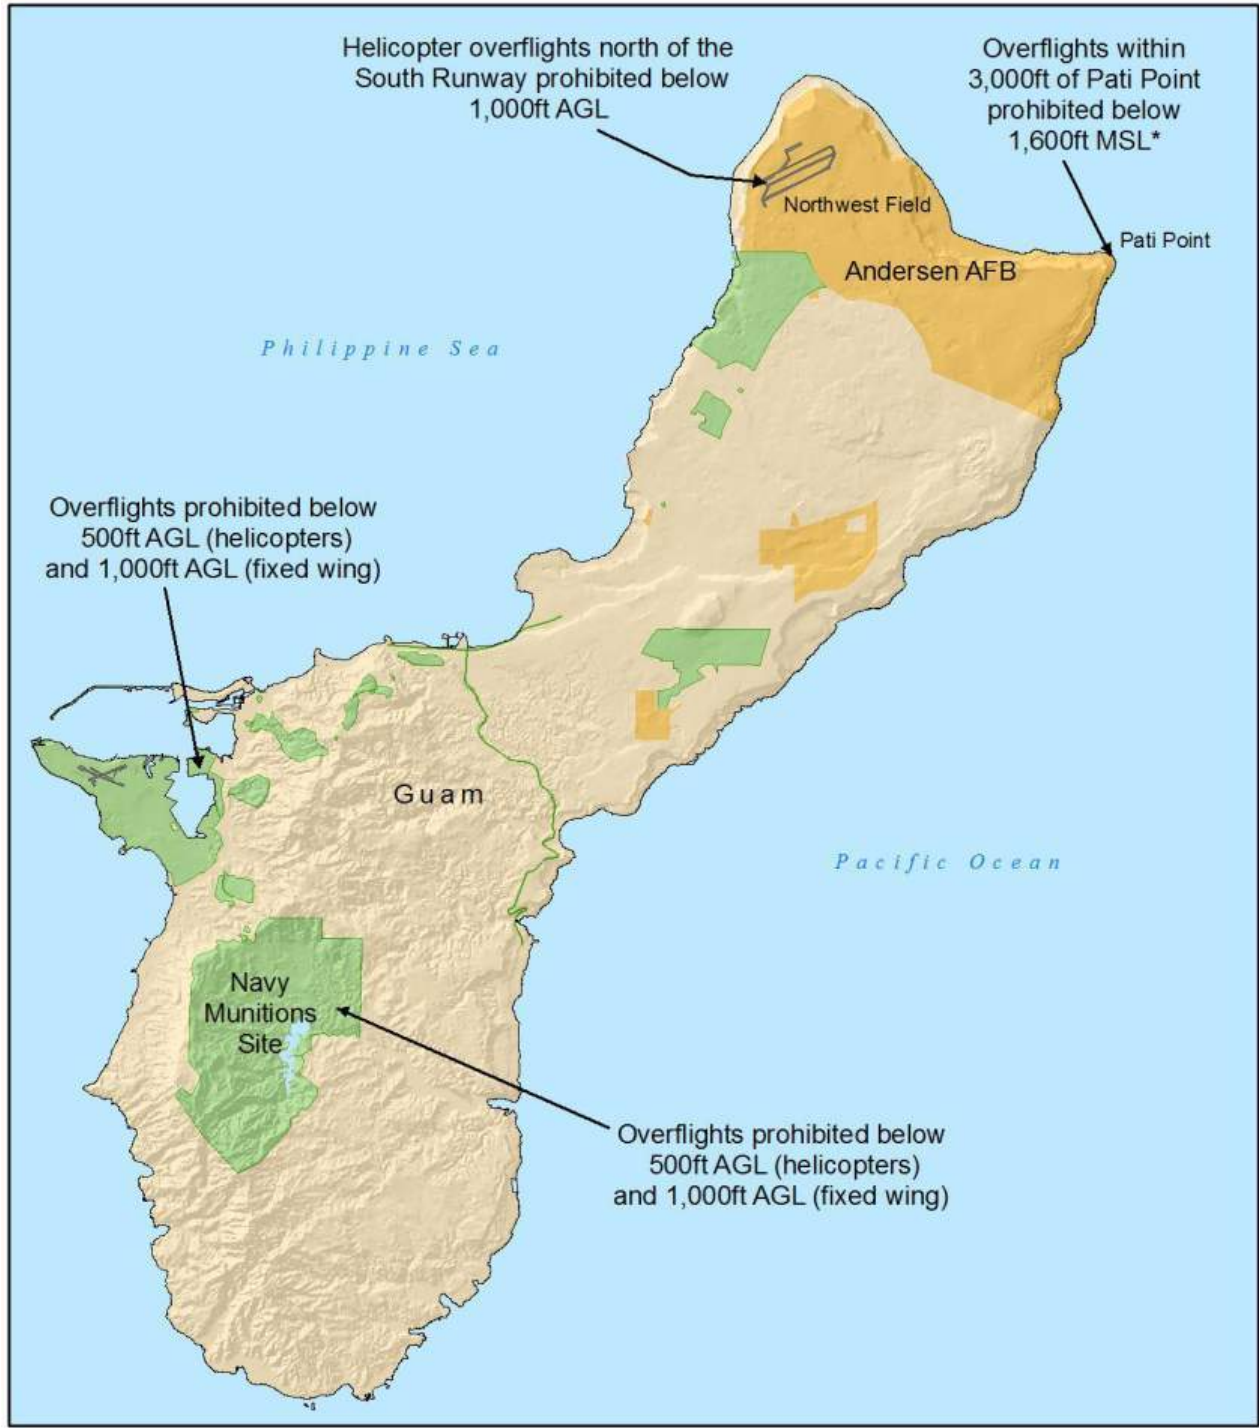 Helicopter overflights north of the
South Runway prohibited below
1,000ft AGL
Overflights within
3,000ft of Pati Point
prohibited below
1,600ft MSL*
Northwest Field
Pati Point
Andersen AFB
Philippine Sea
Overflights prohibited below
500ft AGL (helicopters)
and 1,000ft AGL (fixed wing)
Guam
Pacific Ocean
Navy
Munitions
Site
Overflights prohibited below
500ft AGL (helicopters)
and 1,000ft AGL (fixed wing)